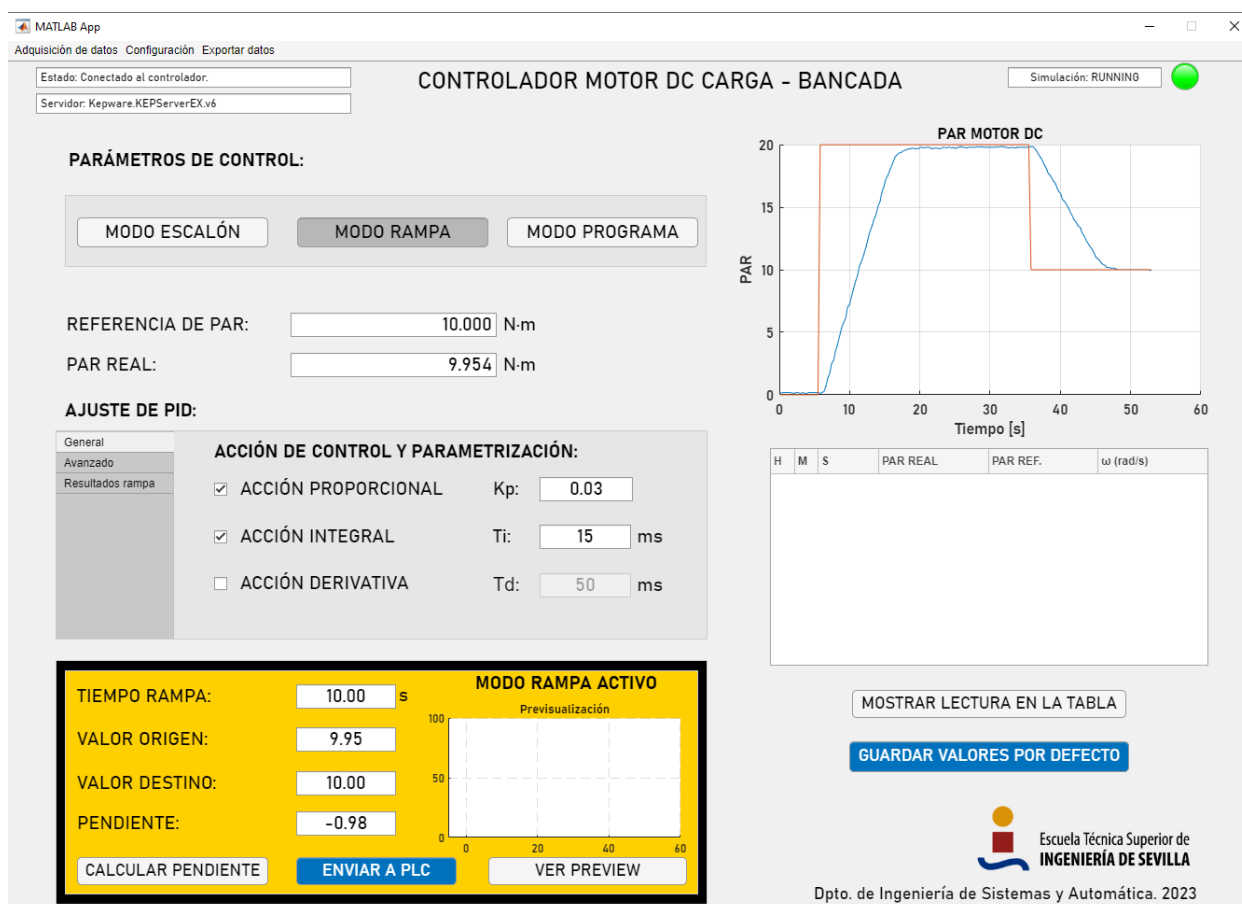 MATLAB App
Adquisición de datos Configuración Exportar datos
Estado: Conectado al controlador.
Servidor: Kepware.KEPServerEX.v6
CONTROLADOR MOTOR DC CARGA - BANCADA
Simulación: RUNNING
PARÁMETROS DE CONTROL:
MODO ESCALÓN
MODO RAMPA
MODO PROGRAMA
REFERENCIA DE PAR: 10.000 N·m
PAR REAL: 9.954 N·m
AJUSTE DE PID:
General
Avanzado
Resultados rampa
ACCIÓN DE CONTROL Y PARAMETRIZACIÓN:
ACCIÓN PROPORCIONAL Kp: 0.03
ACCIÓN INTEGRAL Ti: 15 ms
ACCIÓN DERIVATIVA Td: 50 ms
MODO RAMPA ACTIVO
TIEMPO RAMPA: 10.00 s
VALOR ORIGEN: 9.95
VALOR DESTINO: 10.00
PENDIENTE: -0.98
Previsualización
100
50
0
0 20 40 60
CALCULAR PENDIENTE
ENVIAR A PLC
VER PREVIEW
PAR MOTOR DC
PAR
20
15
10
5
0
0 10 20 30 40 50 60
Tiempo [s]
H M S PAR REAL PAR REF. ω (rad/s)
MOSTRAR LECTURA EN LA TABLA
GUARDAR VALORES POR DEFECTO
Escuela Técnica Superior de
INGENIERÍA DE SEVILLA
Dpto. de Ingeniería de Sistemas y Automática. 2023